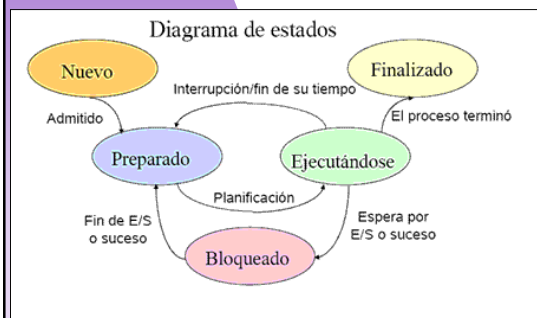 Diagrama de estados
Nuevo
Finalizado
Interrupción/fin de su tiempo
Admitido
El proceso terminó
Preparado
Ejecutándose
Planificación
Fin de E/S
o suceso
Espera por
E/S o suceso
Bloqueado